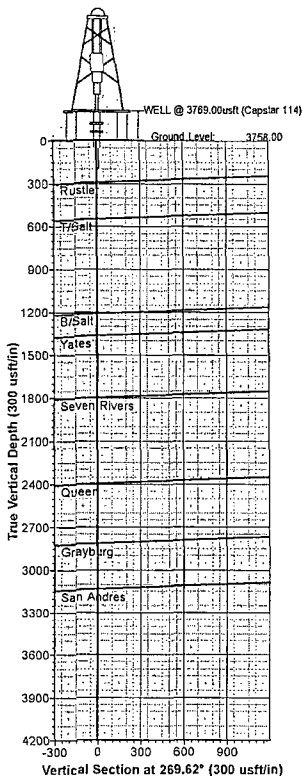 WELL @ 3769.00usft (Capstar 114)
Ground Level: 3758.00
0
300
Rustle
600
T/Salt
900
1200
B/Salt
Yates
1500
1800
Seven Rivers
2100
2400
Queen
2700
Grayburg
3000
San Andres
3300
3600
3900
4200
True Vertical Depth (300 usft/in)
-300 0 300 600 900
Vertical Section at 269.62° (300 usft/in)